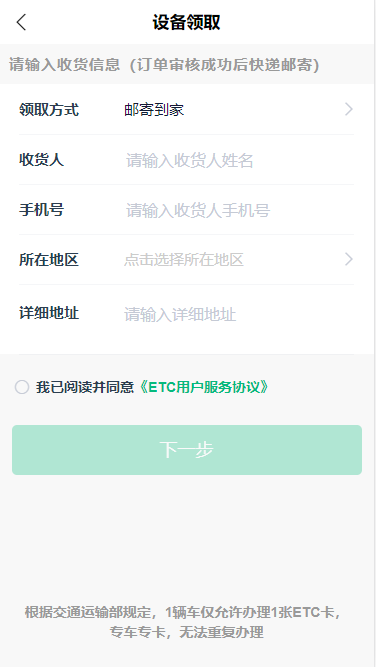 设备领取
请输入收货信息（订单审核成功后快递邮寄）
领取方式 邮寄到家
收货人 请输入收货人姓名
手机号 请输入收货人手机号
所在地区 点击选择所在地区
详细地址 请输入详细地址
我已阅读并同意《ETC用户服务协议》
下一步
根据交通运输部规定，1辆车仅允许办理1张ETC卡，
专车专卡，无法重复办理